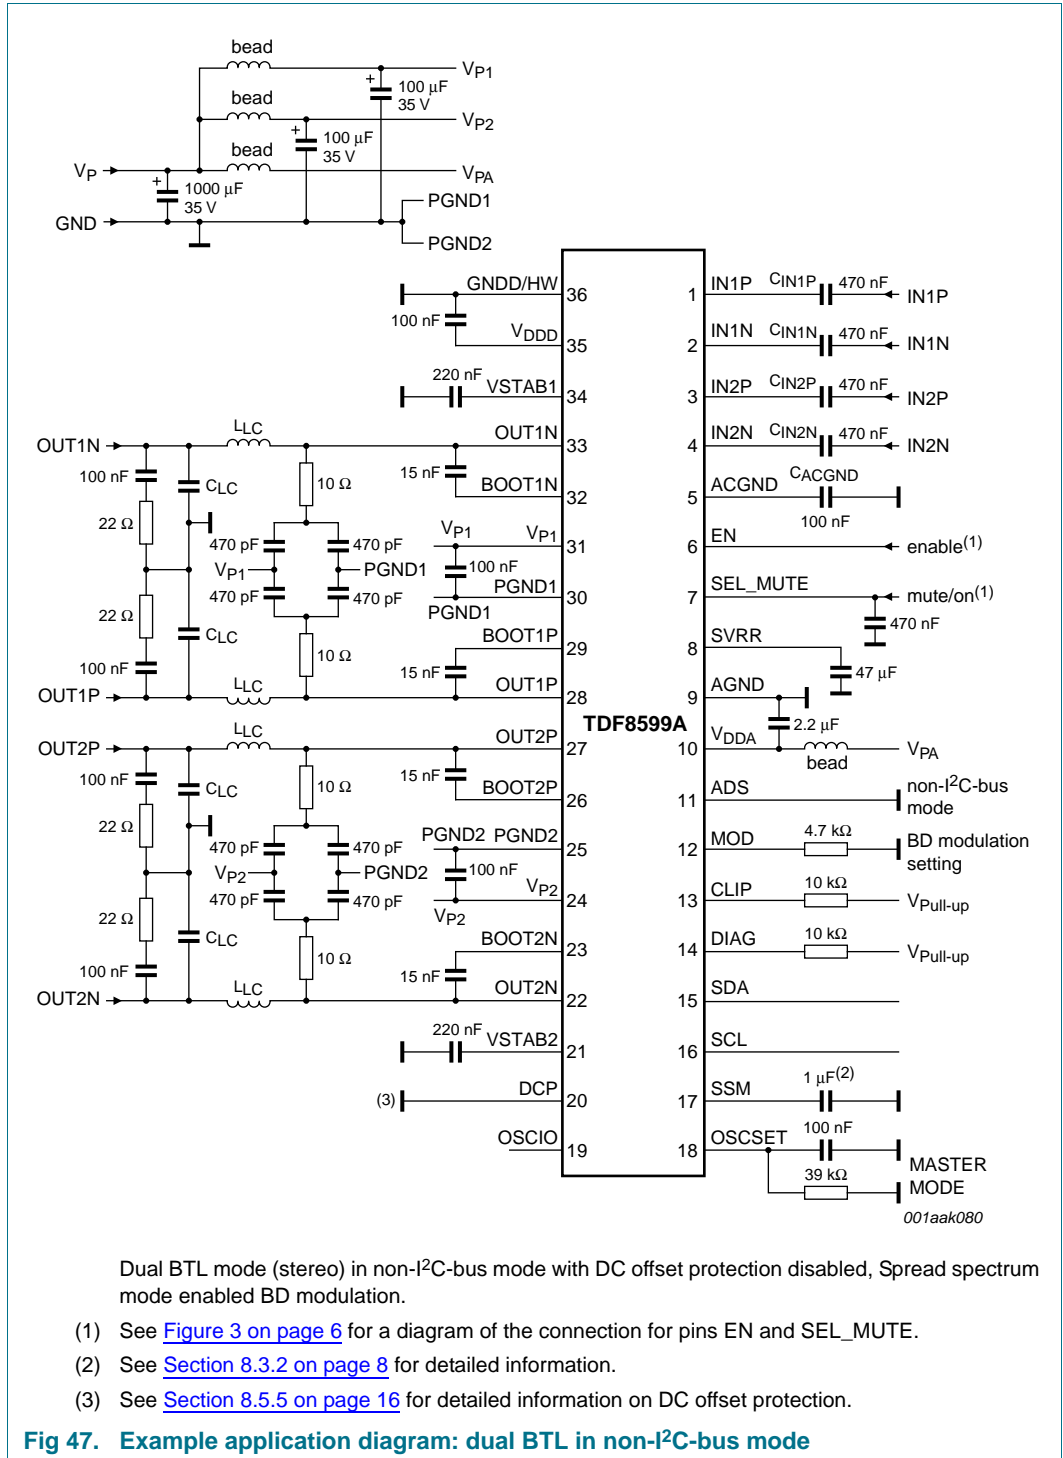 bead
VP1
+
100 μF
35 V
bead
VP2
+
100 μF
35 V
bead
VP
VPA
+
1000 μF
35 V
PGND1
GND
PGND2
GNDD/HW
36
1
IN1P
CIN1P
470 nF
IN1P
100 nF
VDDD
35
2
IN1N
CIN1N
470 nF
IN1N
220 nF
VSTAB1
34
3
IN2P
CIN2P
470 nF
IN2P
OUT1N
LLC
OUT1N
33
4
IN2N
CIN2N
470 nF
IN2N
100 nF
CLC
10 Ω
15 nF
BOOT1N
32
5
ACGND
CACGND
100 nF
22 Ω
470 pF
470 pF
VP1
VP1
31
6
EN
enable(1)
VP1
PGND1
100 nF
470 pF
470 pF
PGND1
PGND1
30
7
SEL_MUTE
mute/on(1)
470 nF
22 Ω
CLC
10 Ω
BOOT1P
29
8
SVRR
47 μF
100 nF
15 nF
OUT1P
LLC
OUT1P
28
9
AGND
TDF8599A
2.2 μF
OUT2P
LLC
OUT2P
27
10
VDDA
bead
VPA
100 nF
CLC
10 Ω
15 nF
BOOT2P
26
11
ADS
non-I2C-bus
mode
22 Ω
470 pF
470 pF
PGND2
PGND2
25
12
MOD
4.7 kΩ
BD modulation
setting
VP2
PGND2
100 nF
470 pF
470 pF
VP2
VP2
24
13
CLIP
10 kΩ
VPull-up
22 Ω
CLC
10 Ω
BOOT2N
23
14
DIAG
10 kΩ
VPull-up
100 nF
15 nF
OUT2N
LLC
OUT2N
22
15
SDA
220 nF
VSTAB2
21
16
SCL
(3)
DCP
20
17
SSM
1 μF(2)
OSCIO
19
18
OSCSET
100 nF
39 kΩ
MASTER
MODE
001aak080
Dual BTL mode (stereo) in non-I2C-bus mode with DC offset protection disabled, Spread spectrum
mode enabled BD modulation.
(1) See Figure 3 on page 6 for a diagram of the connection for pins EN and SEL_MUTE.
(2) See Section 8.3.2 on page 8 for detailed information.
(3) See Section 8.5.5 on page 16 for detailed information on DC offset protection.
Fig 47. Example application diagram: dual BTL in non-I2C-bus mode